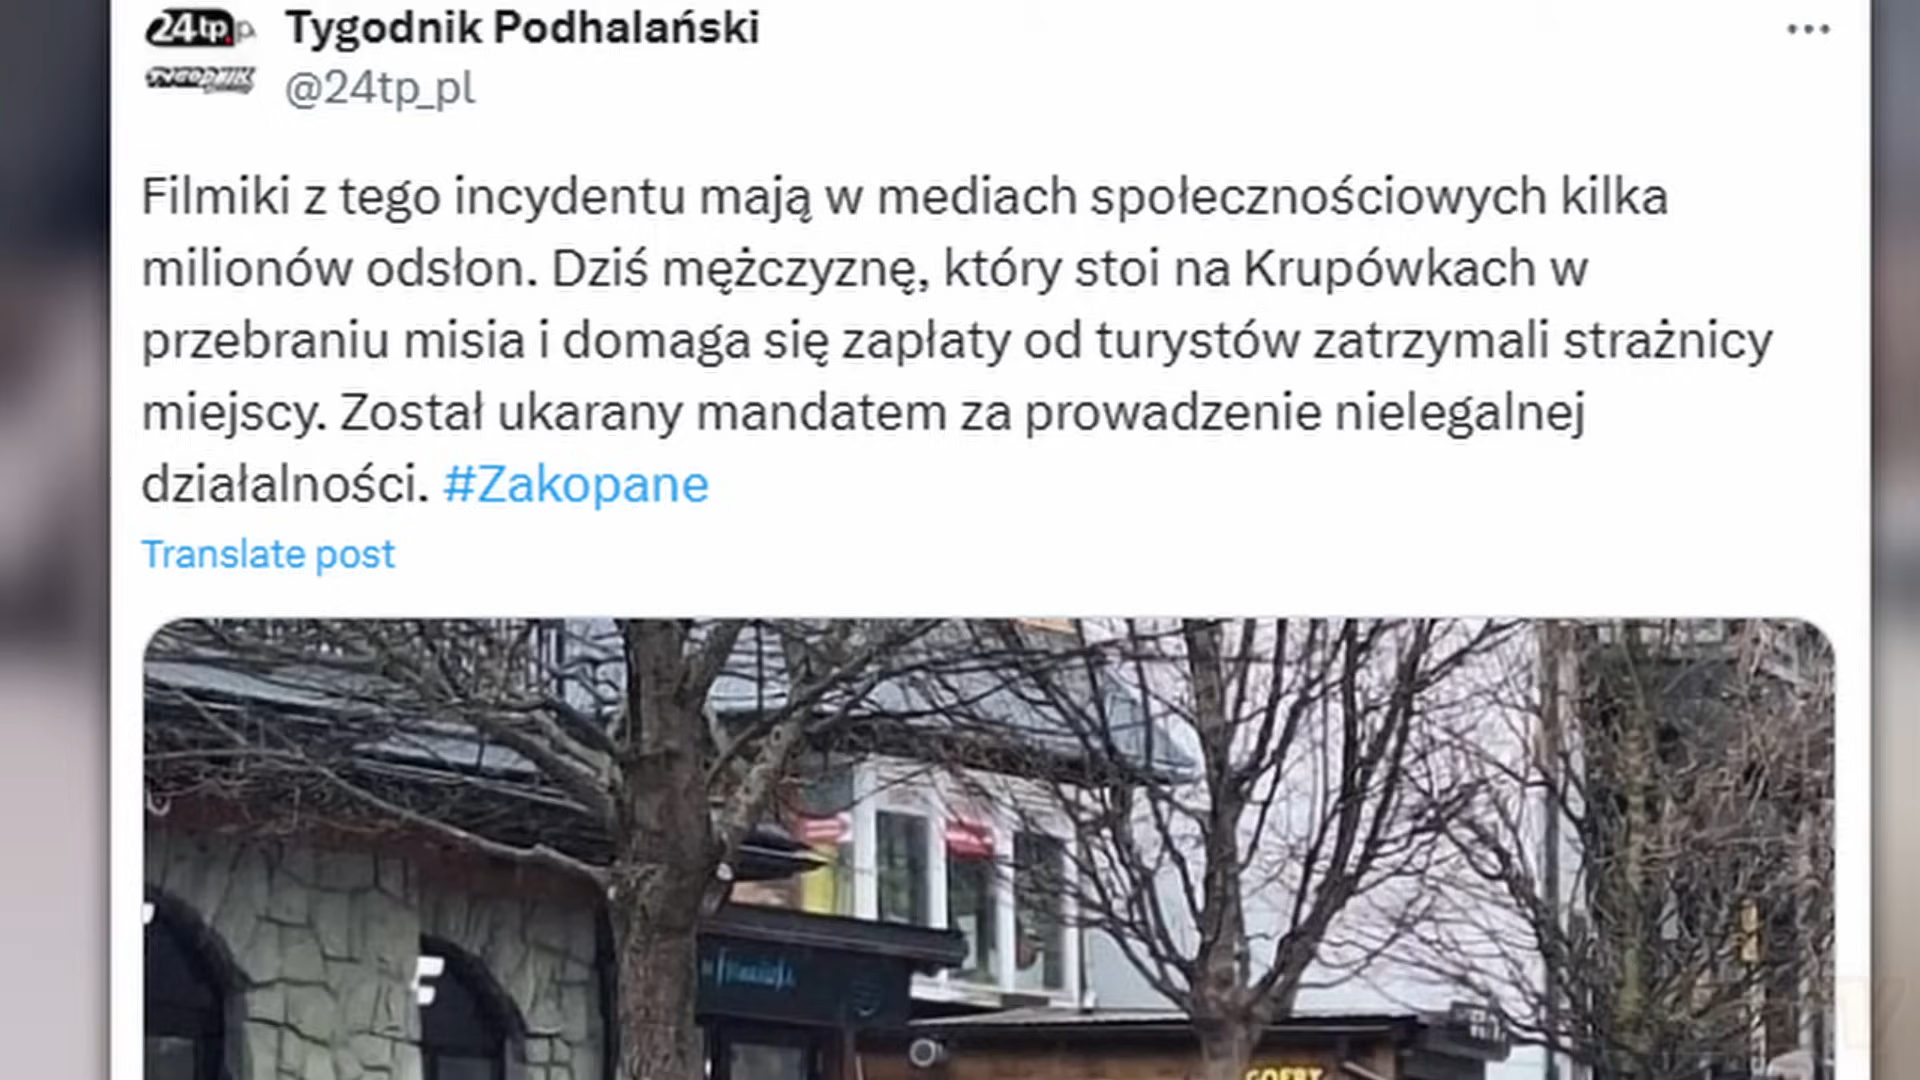 24tp.p
Tygodnik Podhalański
TYGODNIK
@24tp_pl
Filmiki z tego incydentu mają w mediach społecznościowych kilka
milionów odsłon. Dziś mężczyznę, który stoi na Krupówkach w
przebraniu misia i domaga się zapłaty od turystów zatrzymali strażnicy
miejscy. Został ukarany mandatem za prowadzenie nielegalnej
działalności. #Zakopane
Translate post
GOFRY